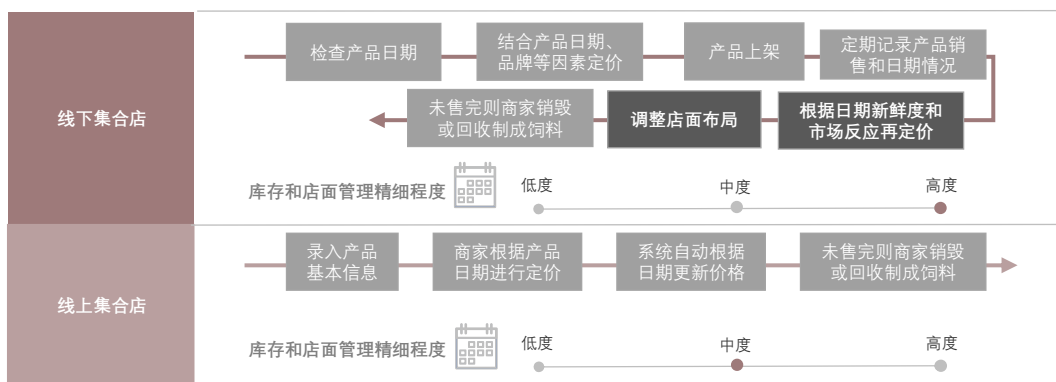 线下集合店
检查产品日期
结合产品日期、
品牌等因素定价
产品上架
定期记录产品销
售和日期情况
根据日期新鲜度和
市场反应再定价
调整店面布局
未售完则商家销毁
或回收制成饲料
库存和店面管理精细程度
低度
中度
高度
线上集合店
录入产品
基本信息
商家根据产品
日期进行定价
系统自动根据
日期更新价格
未售完则商家销毁
或回收制成饲料
库存和店面管理精细程度
低度
中度
高度